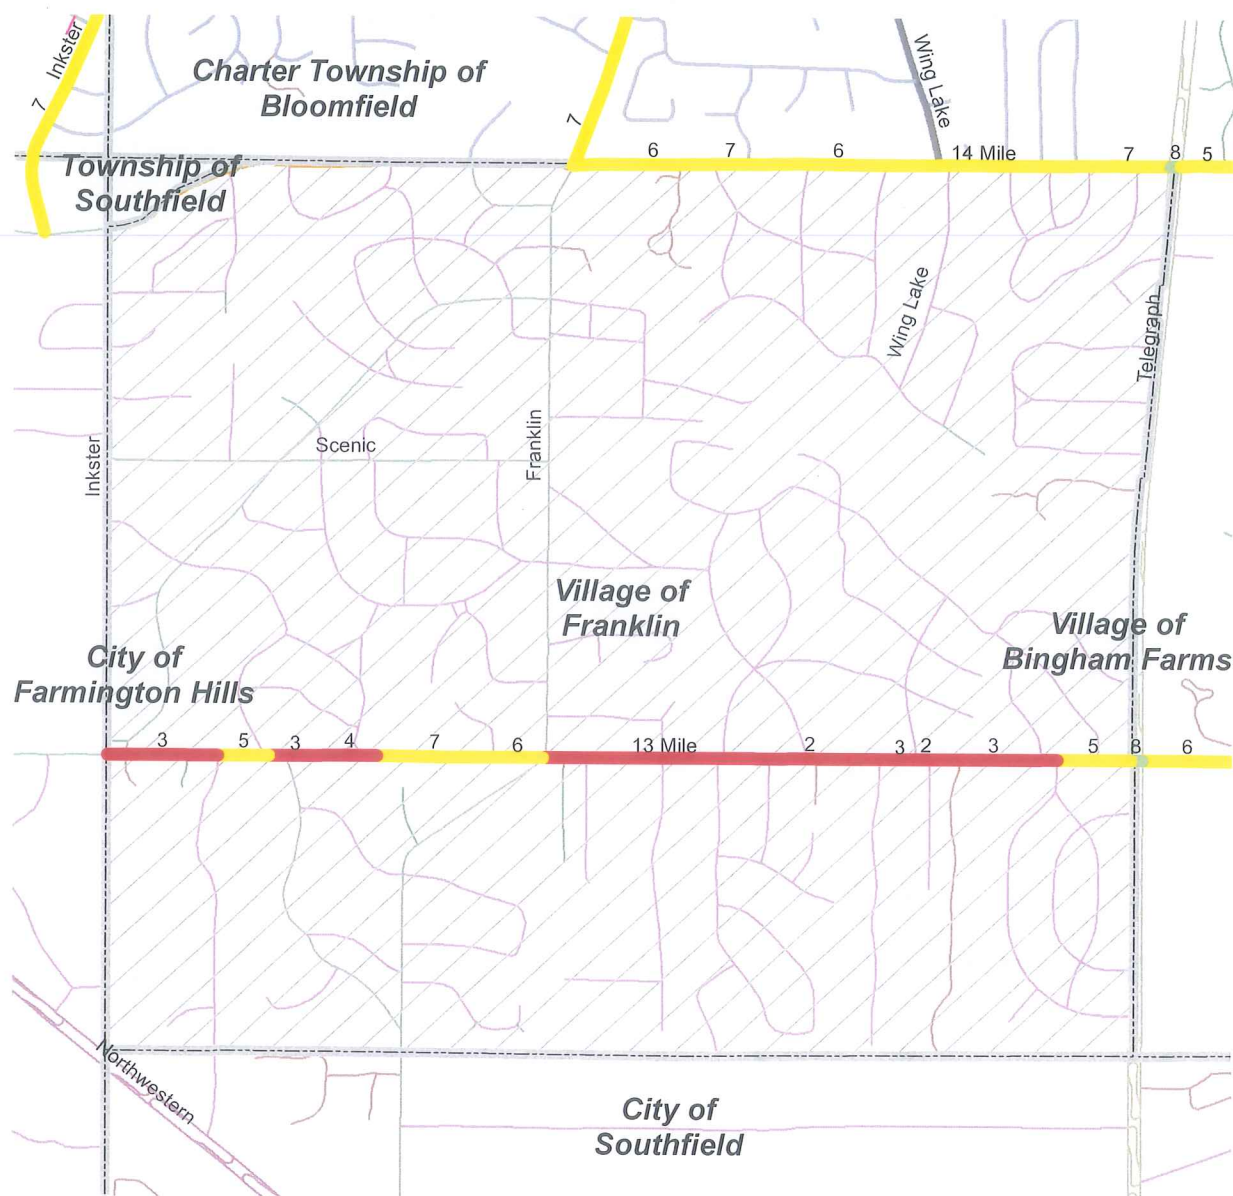 Inkster
7
Charter Township of
Bloomfield
7
Wing Lake
6
7
6
14 Mile
7
8
5
Township of
Southfield
Wing Lake
Telegraph
Inkster
Scenic
Franklin
Village of
Franklin
Village of
Bingham Farms
City of
Farmington Hills
3
5
3
4
7
6
13 Mile
2
3
2
3
5
8
6
Northwestern
City of
Southfield